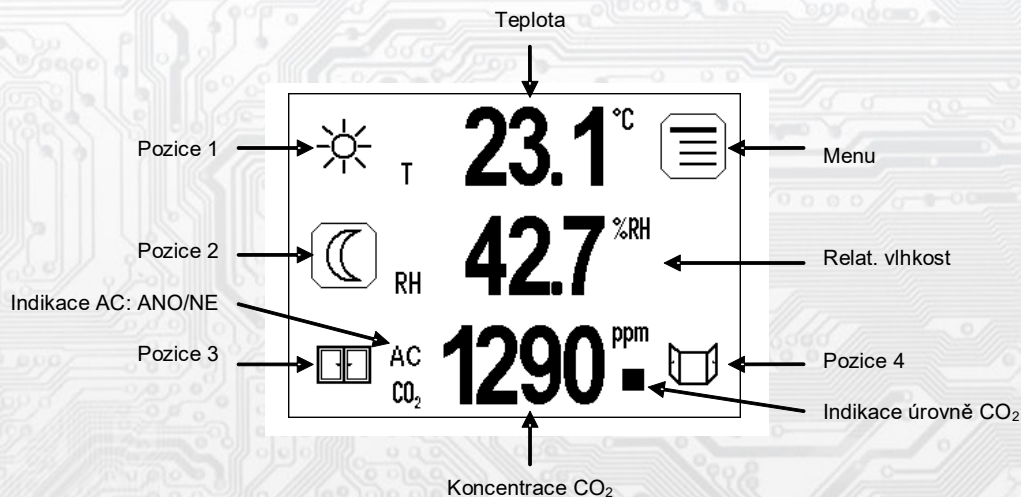 Teplota
Pozice 1
T
23.1 °C
Menu
Pozice 2
RH
42.7 %RH
Relat. vlhkost
Indikace AC: ANO/NE
Pozice 3
AC
CO₂
1290 ppm
Pozice 4
Indikace úrovně CO₂
Koncentrace CO₂